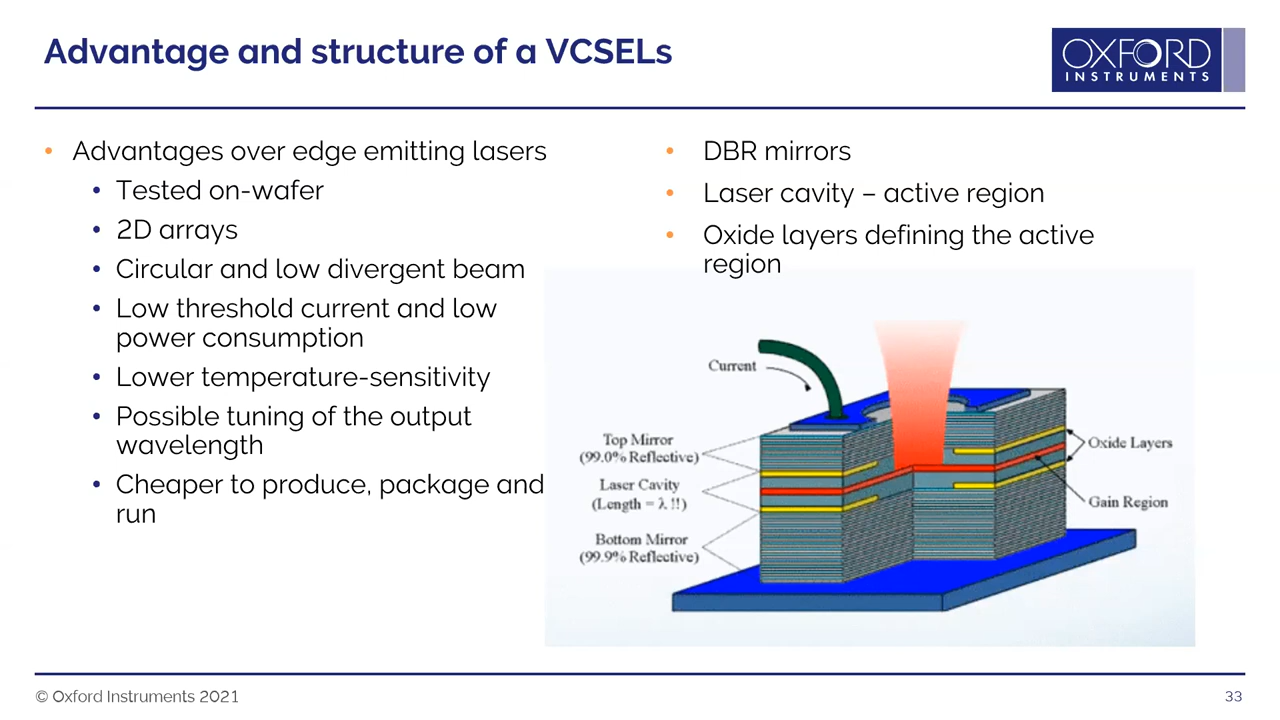 Advantage and structure of a VCSELs
OXFORD
INSTRUMENTS
• Advantages over edge emitting lasers
• Tested on-wafer
• 2D arrays
• Circular and low divergent beam
• Low threshold current and low
power consumption
• Lower temperature-sensitivity
• Possible tuning of the output
wavelength
• Cheaper to produce, package and
run
• DBR mirrors
• Laser cavity – active region
• Oxide layers defining the active
region
Current
Top Mirror
(99.0% Reflective)
Laser Cavity
(Length = λ !!)
Bottom Mirror
(99.9% Reflective)
Oxide Layers
Gain Region
© Oxford Instruments 2021
33